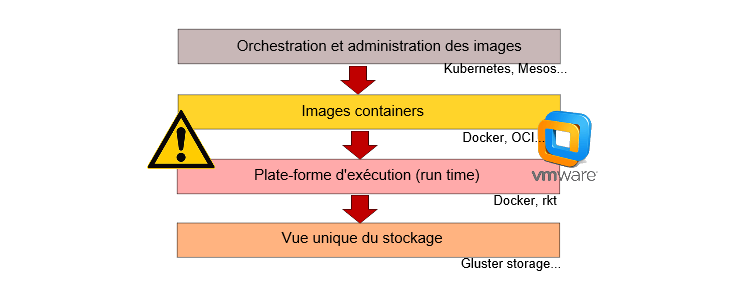 Orchestration et administration des images
Kubernetes, Mesos...
Images containers
Docker, OCI...
vmware
Plate-forme d'exécution (run time)
Docker, rkt
Vue unique du stockage
Gluster storage...